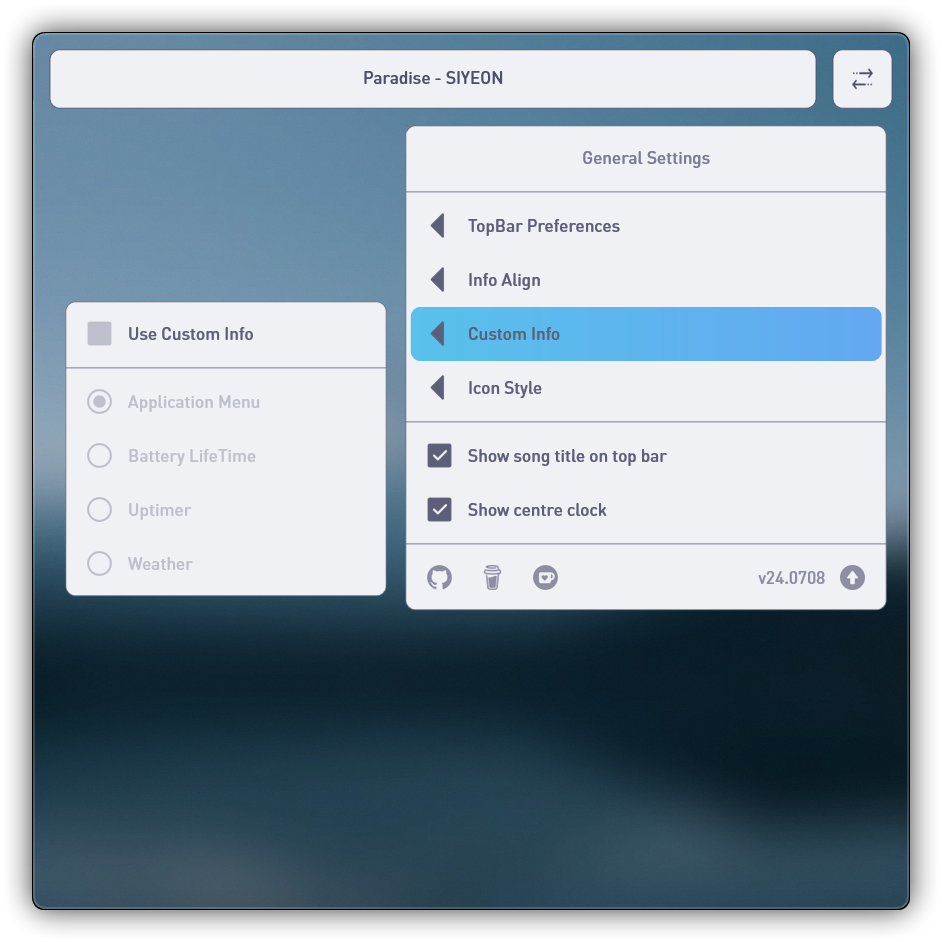 Paradise - SIYEON
General Settings
TopBar Preferences
Info Align
Custom Info
Icon Style
Show song title on top bar
Show centre clock
v24.0708
Use Custom Info
Application Menu
Battery LifeTime
Uptimer
Weather